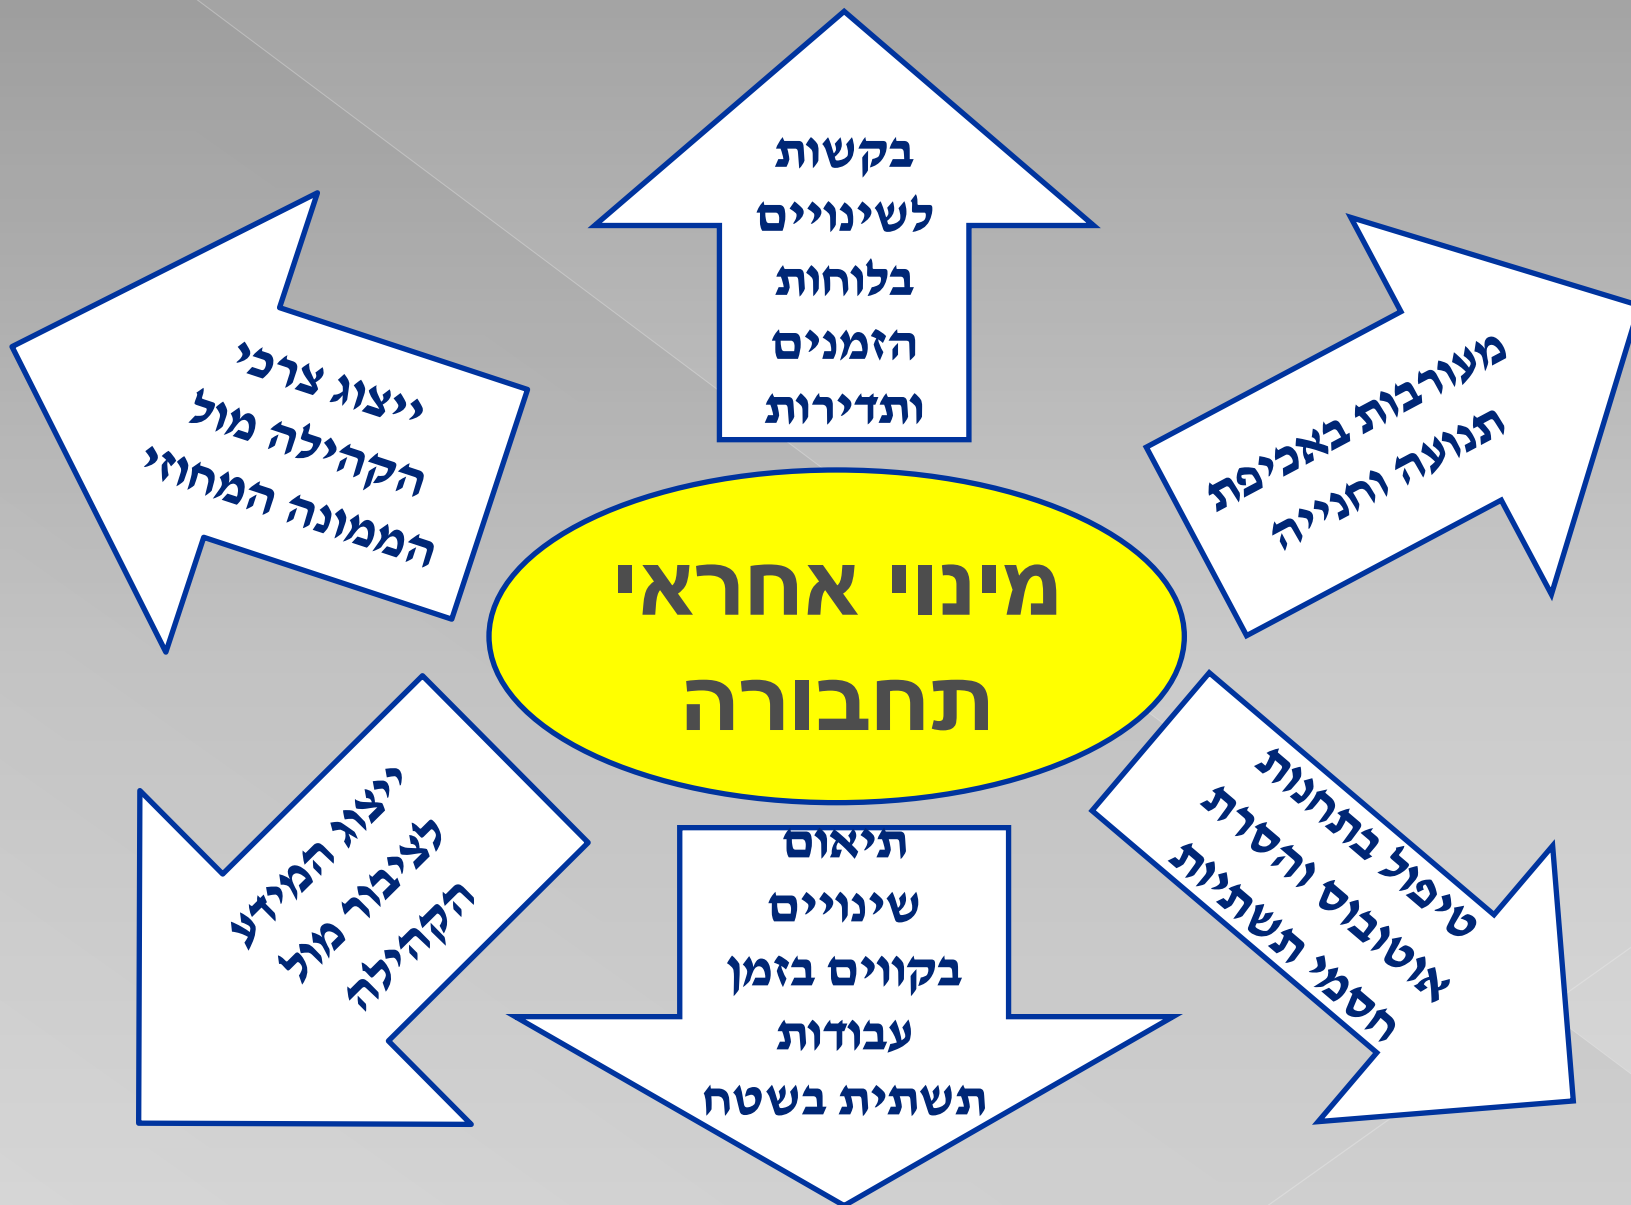 בקשות
לשינויים
בלוחות
הזמנים
ותדירות
מעורבות באכיפת
תנועה וחנייה
ייצוג צרכי
הקהילה מול
הממונה המחוזי
מינוי אחראי
תחבורה
טיפול בתחנות
אוטובוס והסרת
חסמי תשתיות
תיאום
שינויים
בקווים בזמן
עבודות
תשתית בשטח
ייצוג המידע
לציבור מול
הקהילה